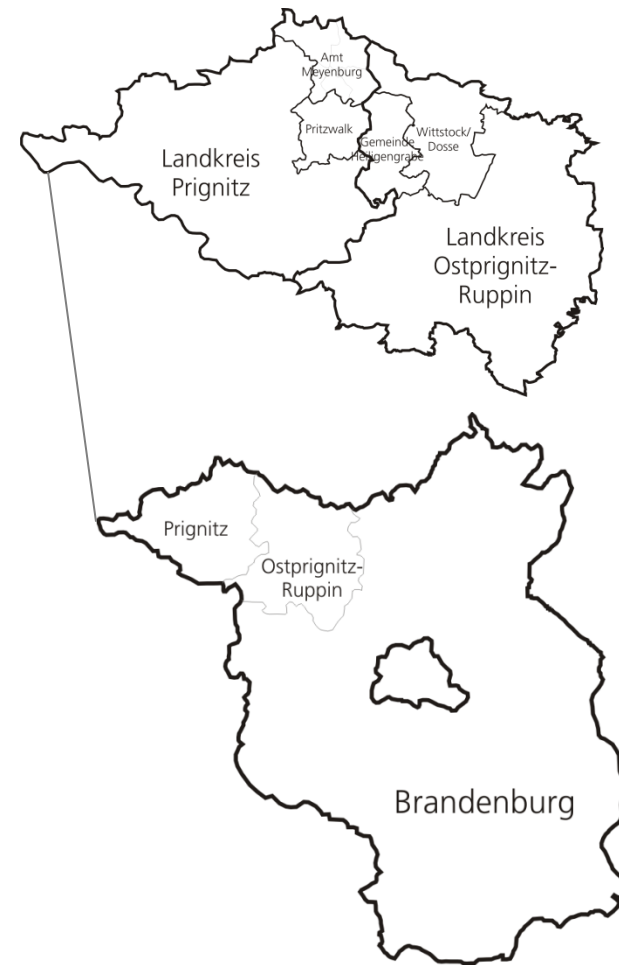 Amt
Meyenburg
Pritzwalk
Gemeinde
Heiligengrabe
Wittstock/
Dosse
Landkreis
Prignitz
Landkreis
Ostprignitz-
Ruppin
Prignitz
Ostprignitz-
Ruppin
Brandenburg